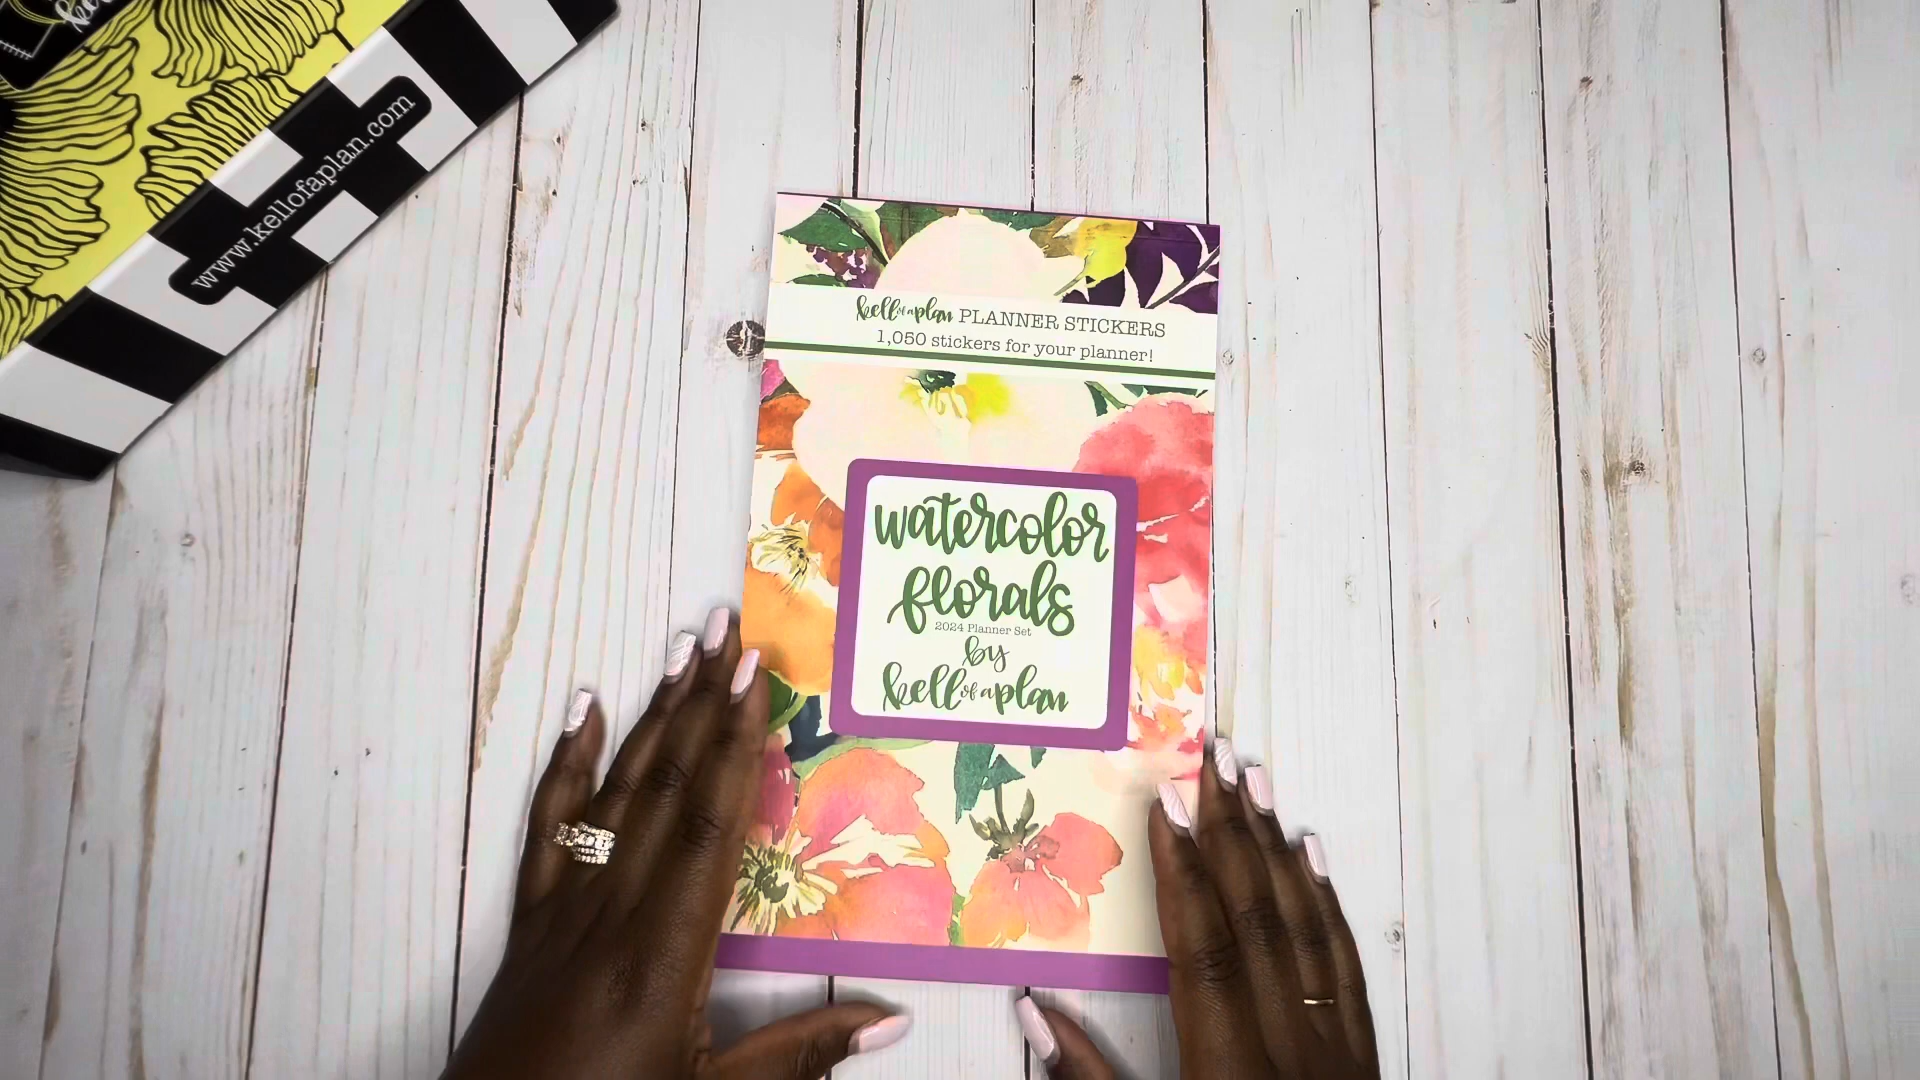 www.kellofaplan.com
kell of a plan PLANNER STICKERS
1,050 stickers for your planner!
watercolor
florals
2024 Planner Set
by
kell of a plan